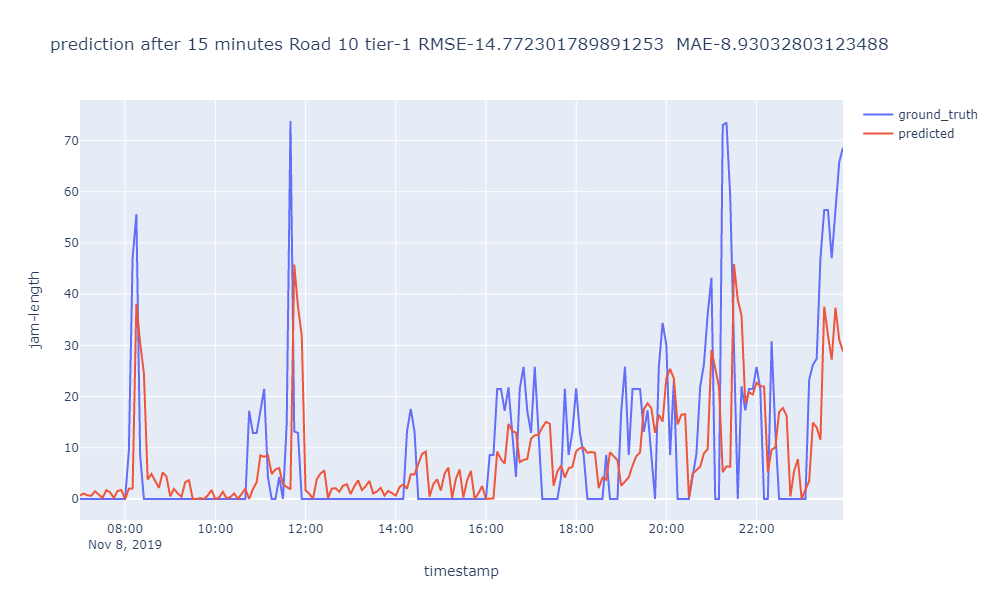 prediction after 15 minutes Road 10 tier-1 RMSE-14.772301789891253  MAE-8.93032803123488
ground_truth
predicted
jam-length
70
60
50
40
30
20
10
0
08:00 10:00 12:00 14:00 16:00 18:00 20:00 22:00
Nov 8, 2019
timestamp